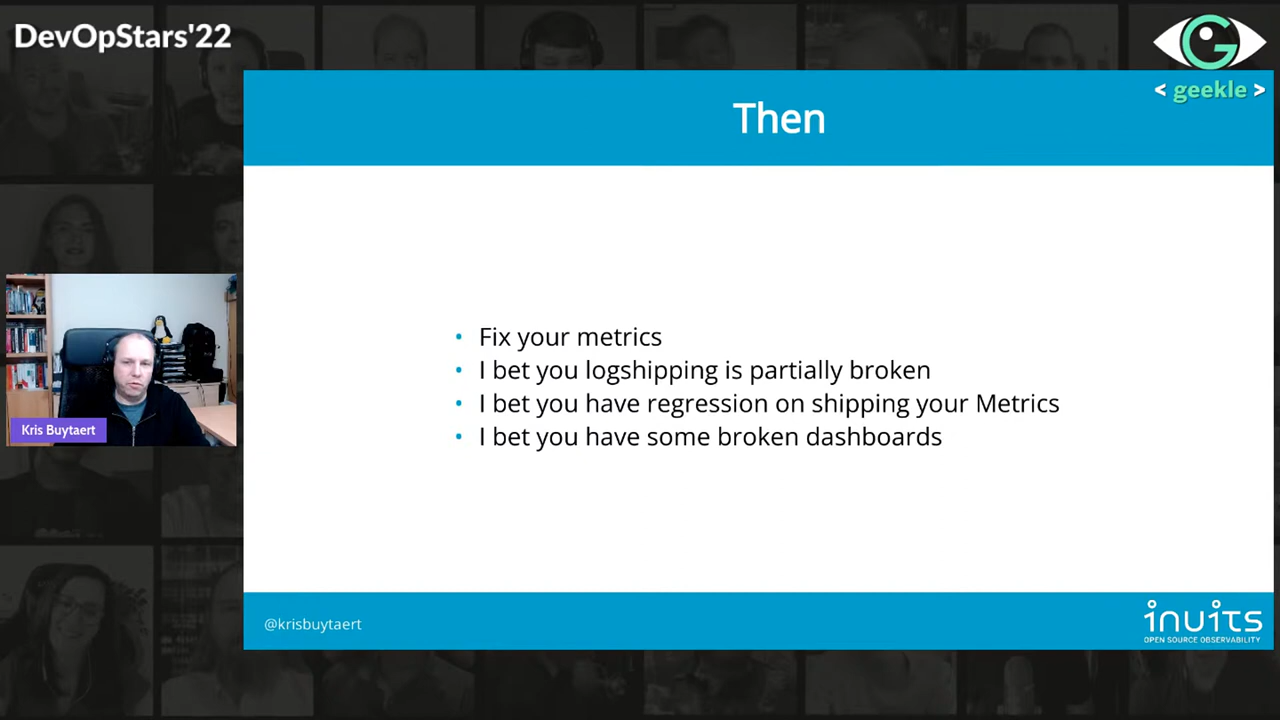 DevOpStars'22
< geekle >
Then
• Fix your metrics
• I bet you logshipping is partially broken
• I bet you have regression on shipping your Metrics
• I bet you have some broken dashboards
Kris Buytaert
@krisbuytaert
inuits
OPEN SOURCE OBSERVABILITY